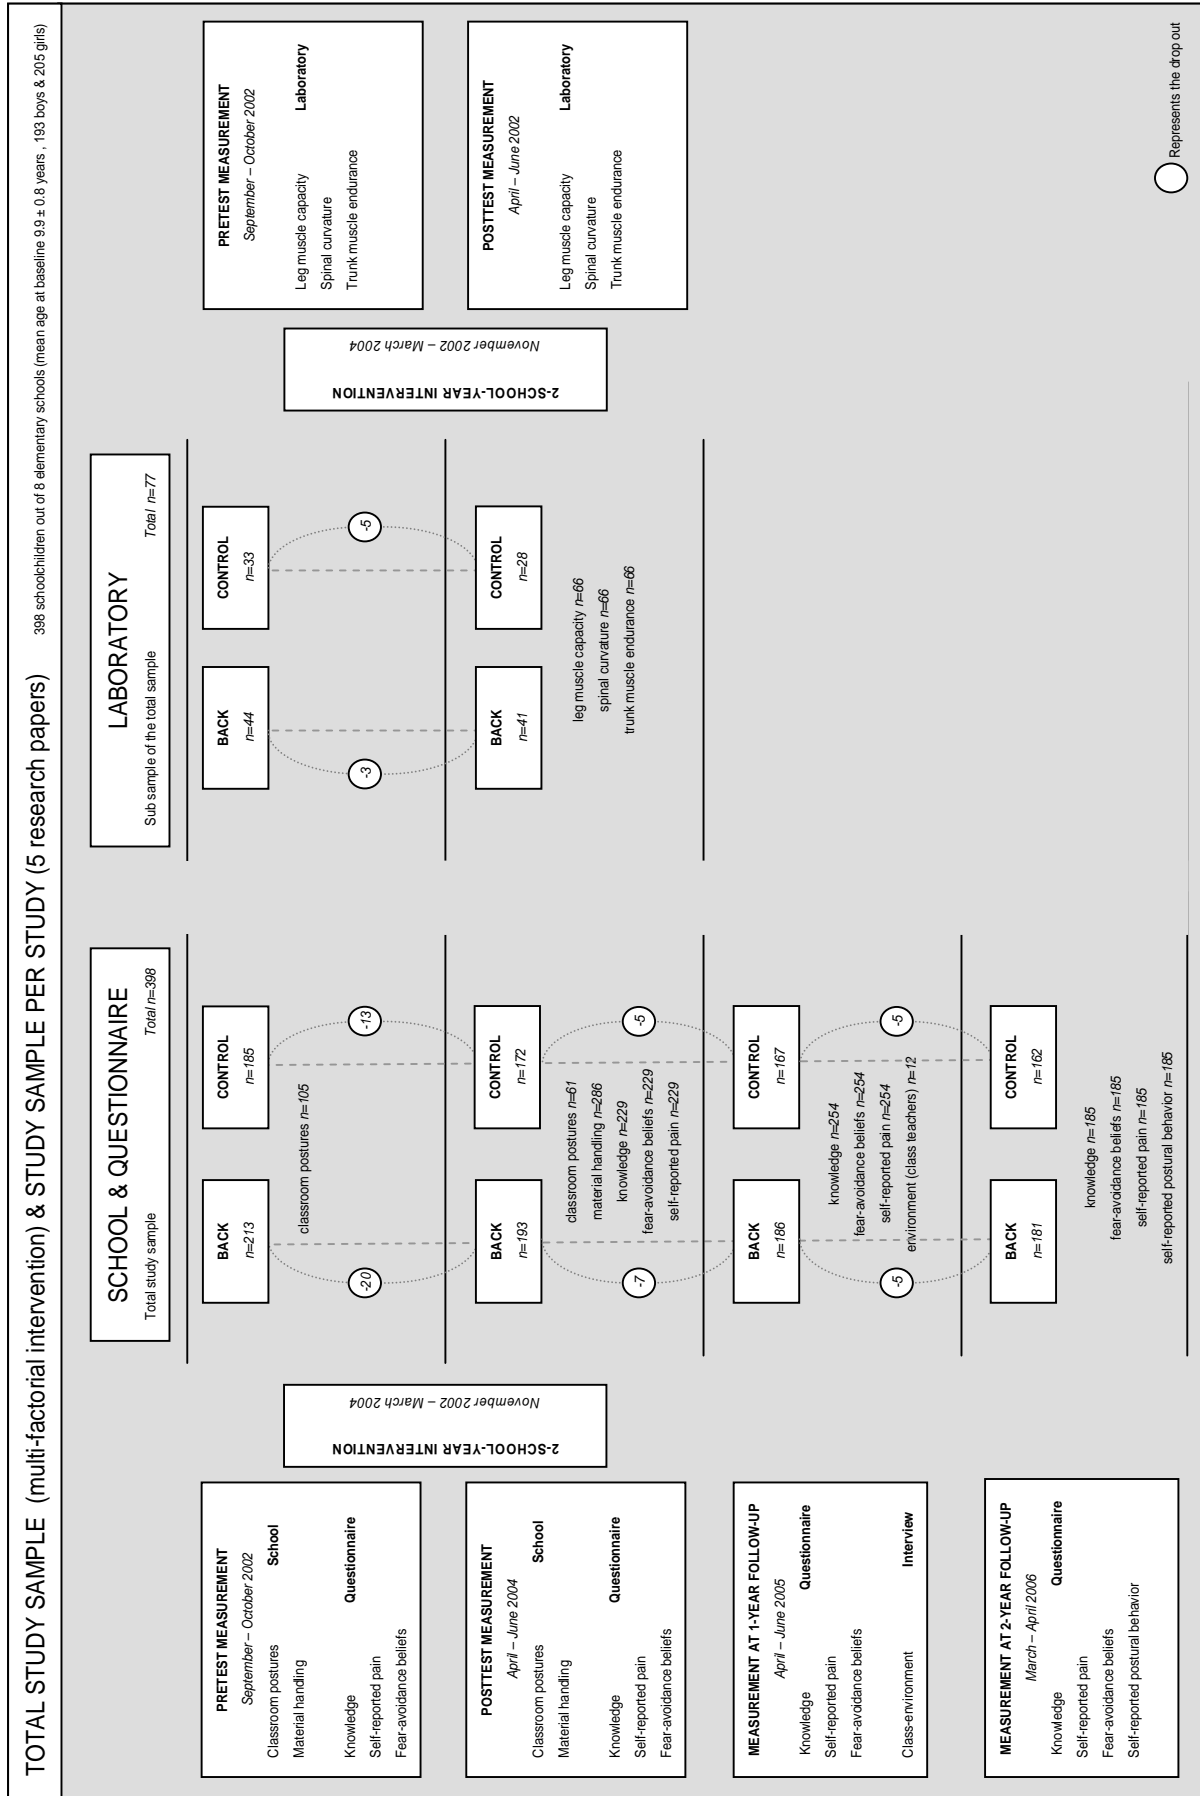 TOTAL STUDY SAMPLE (multi-factorial intervention) & STUDY SAMPLE PER STUDY (5 research papers) 398 schoolchildren out of 8 elementary schools (mean age at baseline 9.9 ± 0.8 years , 193 boys & 205 girls)
SCHOOL & QUESTIONNAIRE
Total study sample Total n=398
LABORATORY
Sub sample of the total sample Total n=77
PRETEST MEASUREMENT
September – October 2002
Classroom postures School
Material handling
Knowledge Questionnaire
Self-reported pain
Fear-avoidance beliefs
2-SCHOOL-YEAR INTERVENTION
November 2002 – March 2004
BACK
n=213
CONTROL
n=185
classroom postures n=105
-20
-13
BACK
n=44
CONTROL
n=33
-3
-5
2-SCHOOL-YEAR INTERVENTION
November 2002 – March 2004
PRETEST MEASUREMENT
September – October 2002
Leg muscle capacity Laboratory
Spinal curvature
Trunk muscle endurance
POSTTEST MEASUREMENT
April – June 2004
Classroom postures School
Material handling
Knowledge Questionnaire
Self-reported pain
Fear-avoidance beliefs
BACK
n=193
CONTROL
n=172
classroom postures n=61
material handling n=286
knowledge n=229
fear-avoidance beliefs n=229
self-reported pain n=229
-7
-5
BACK
n=41
CONTROL
n=28
leg muscle capacity n=66
spinal curvature n=66
trunk muscle endurance n=66
POSTTEST MEASUREMENT
April – June 2002
Leg muscle capacity Laboratory
Spinal curvature
Trunk muscle endurance
MEASUREMENT AT 1-YEAR FOLLOW-UP
April – June 2005
Knowledge Questionnaire
Self-reported pain
Fear-avoidance beliefs
Class-environment Interview
BACK
n=186
CONTROL
n=167
knowledge n=254
fear-avoidance beliefs n=254
self-reported pain n=254
environment (class teachers) n=12
-5
-5
MEASUREMENT AT 2-YEAR FOLLOW-UP
March – April 2006
Knowledge Questionnaire
Self-reported pain
Fear-avoidance beliefs
Self-reported postural behavior
BACK
n=181
CONTROL
n=162
knowledge n=185
fear-avoidance beliefs n=185
self-reported pain n=185
self-reported postural behavior n=185
Represents the drop out